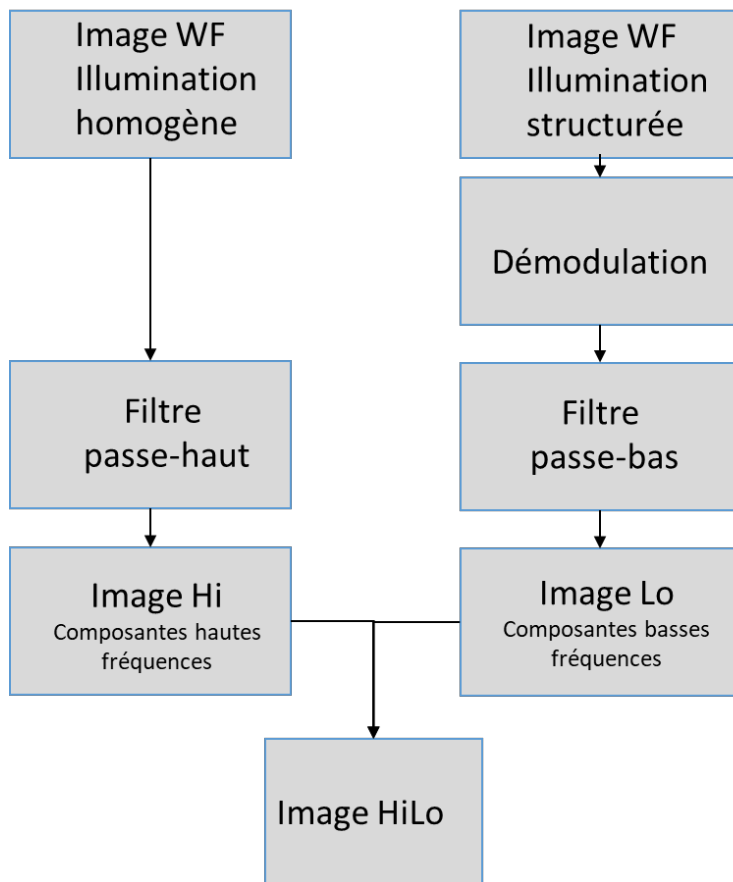 Image WF
Illumination
homogène
Image WF
Illumination
structurée
Démodulation
Filtre
passe-haut
Filtre
passe-bas
Image Hi
Composantes hautes
fréquences
Image Lo
Composantes basses
fréquences
Image HiLo